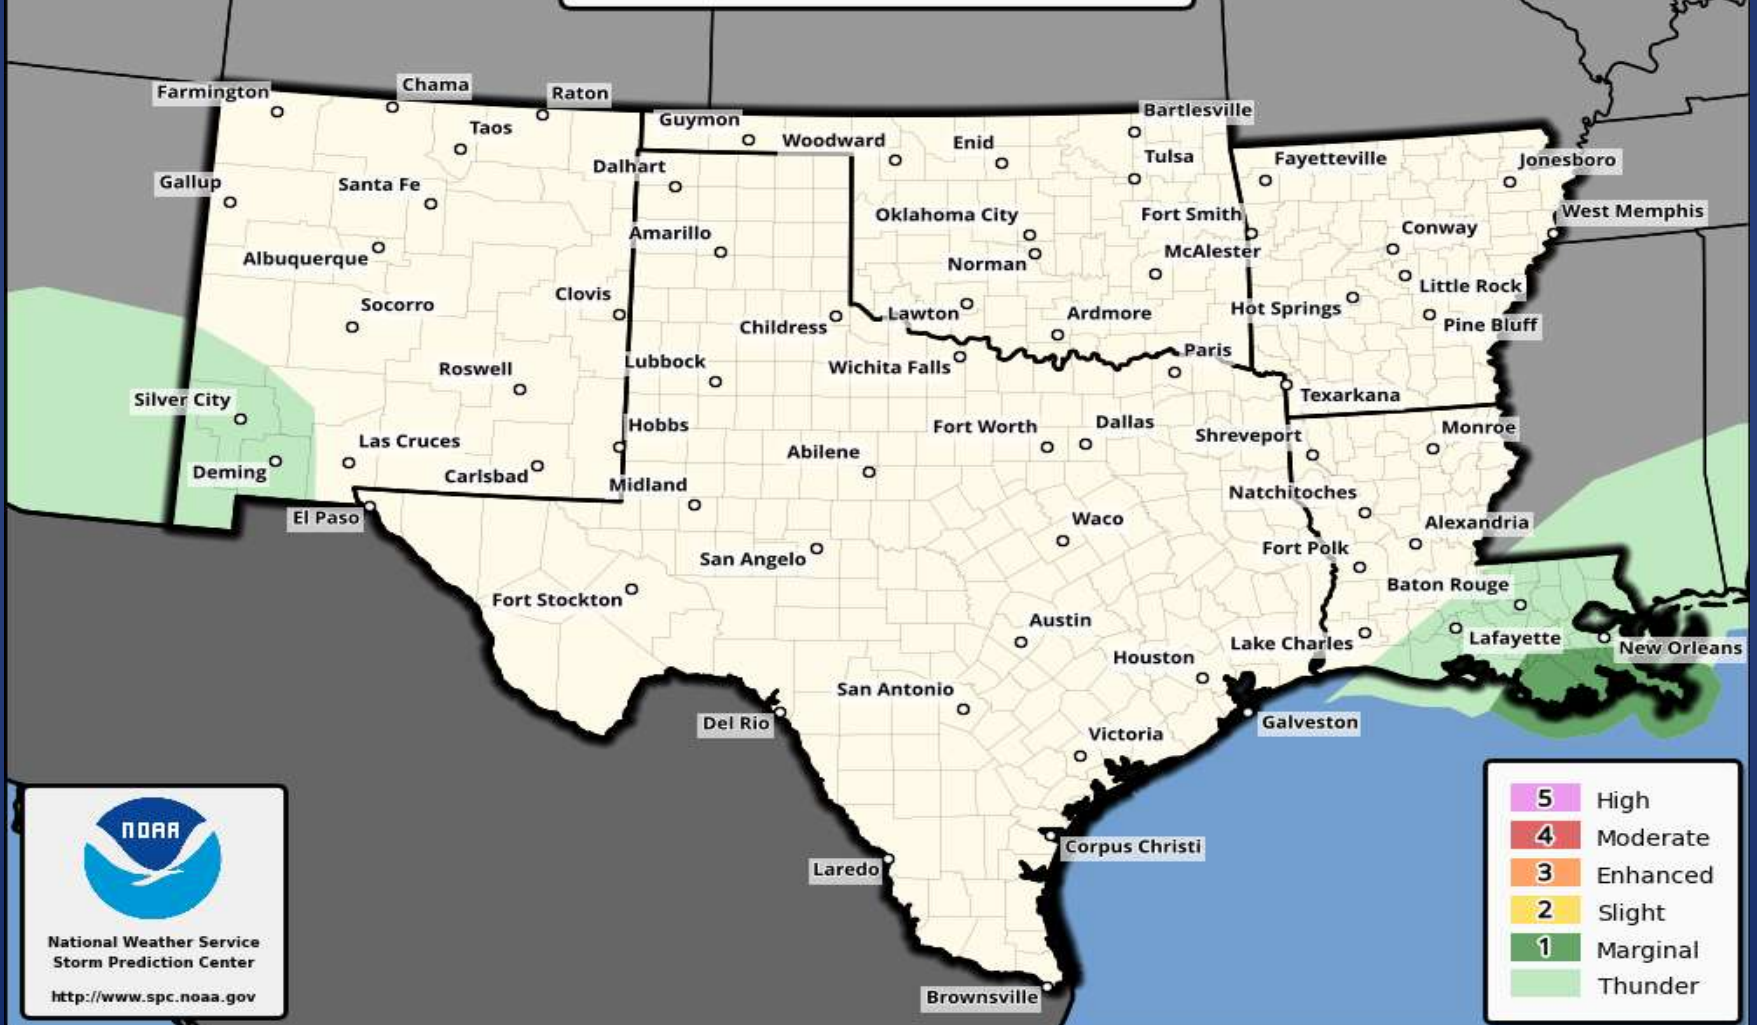 Farmington
Chama
Raton
Taos
Guymon
Woodward
Enid
Bartlesville
Tulsa
Fayetteville
Jonesboro
Gallup
Santa Fe
Dalhart
Oklahoma City
Fort Smith
West Memphis
Albuquerque
Amarillo
Norman
McAlester
Conway
Little Rock
Socorro
Clovis
Childress
Lawton
Ardmore
Hot Springs
Pine Bluff
Roswell
Lubbock
Wichita Falls
Paris
Texarkana
Silver City
Las Cruces
Hobbs
Abilene
Fort Worth
Dallas
Shreveport
Monroe
Deming
Carlsbad
Midland
Natchitoches
El Paso
San Angelo
Waco
Alexandria
Fort Polk
Fort Stockton
Baton Rouge
Austin
Houston
Lake Charles
Lafayette
New Orleans
San Antonio
Del Rio
Victoria
Galveston
Corpus Christi
Laredo
Brownsville
NOAA
National Weather Service
Storm Prediction Center
http://www.spc.noaa.gov
5 High
4 Moderate
3 Enhanced
2 Slight
1 Marginal
Thunder